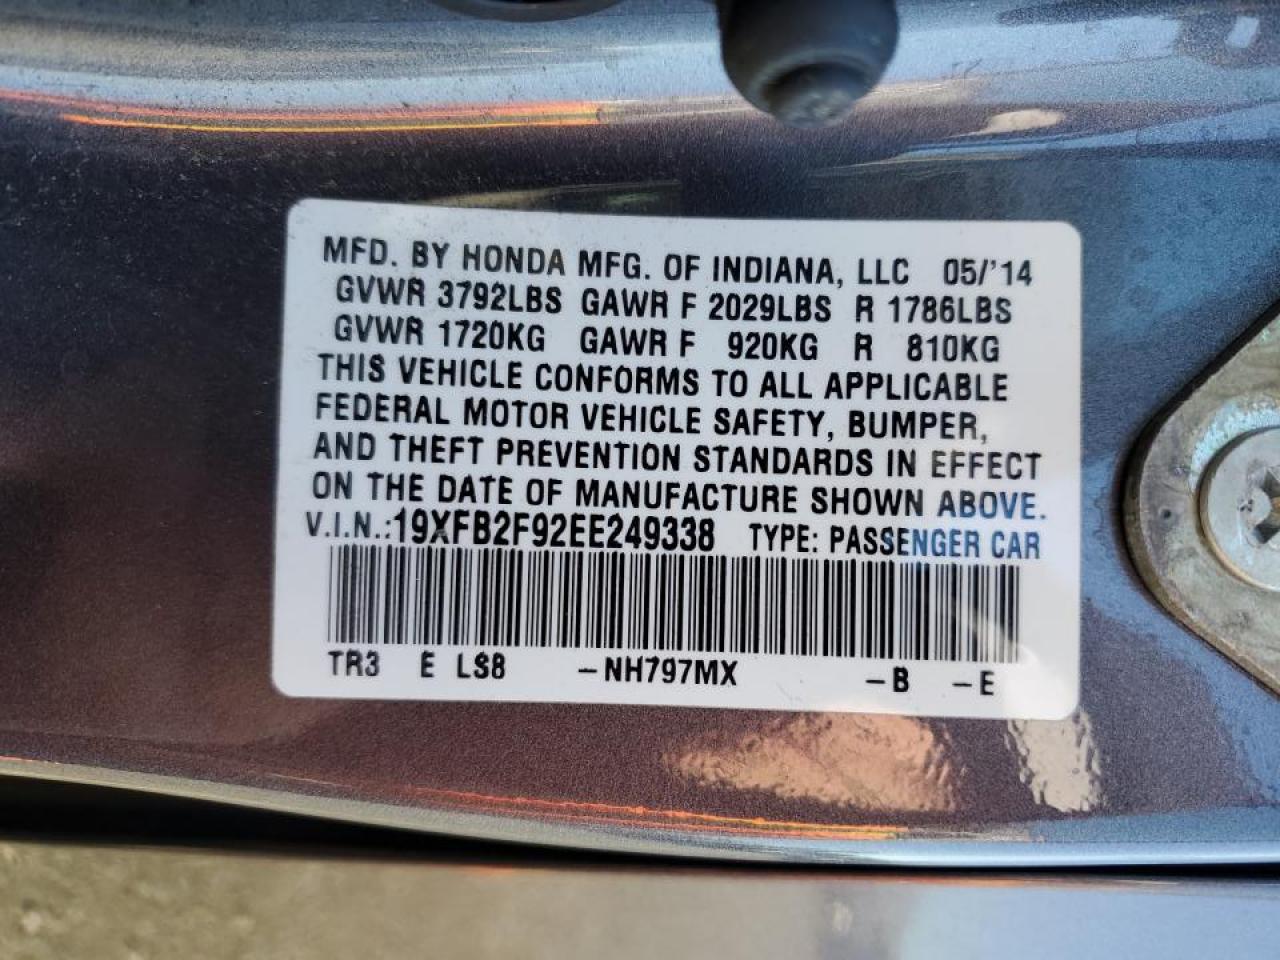 MFD. BY HONDA MFG. OF INDIANA, LLC 05/'14
GVWR 3792LBS GAWR F 2029LBS R 1786LBS
GVWR 1720KG GAWR F 920KG R 810KG
THIS VEHICLE CONFORMS TO ALL APPLICABLE
FEDERAL MOTOR VEHICLE SAFETY, BUMPER,
AND THEFT PREVENTION STANDARDS IN EFFECT
ON THE DATE OF MANUFACTURE SHOWN ABOVE.
V.I.N.:19XFB2F92EE249338 TYPE: PASSENGER CAR
TR3 E LS8 -NH797MX -B -E